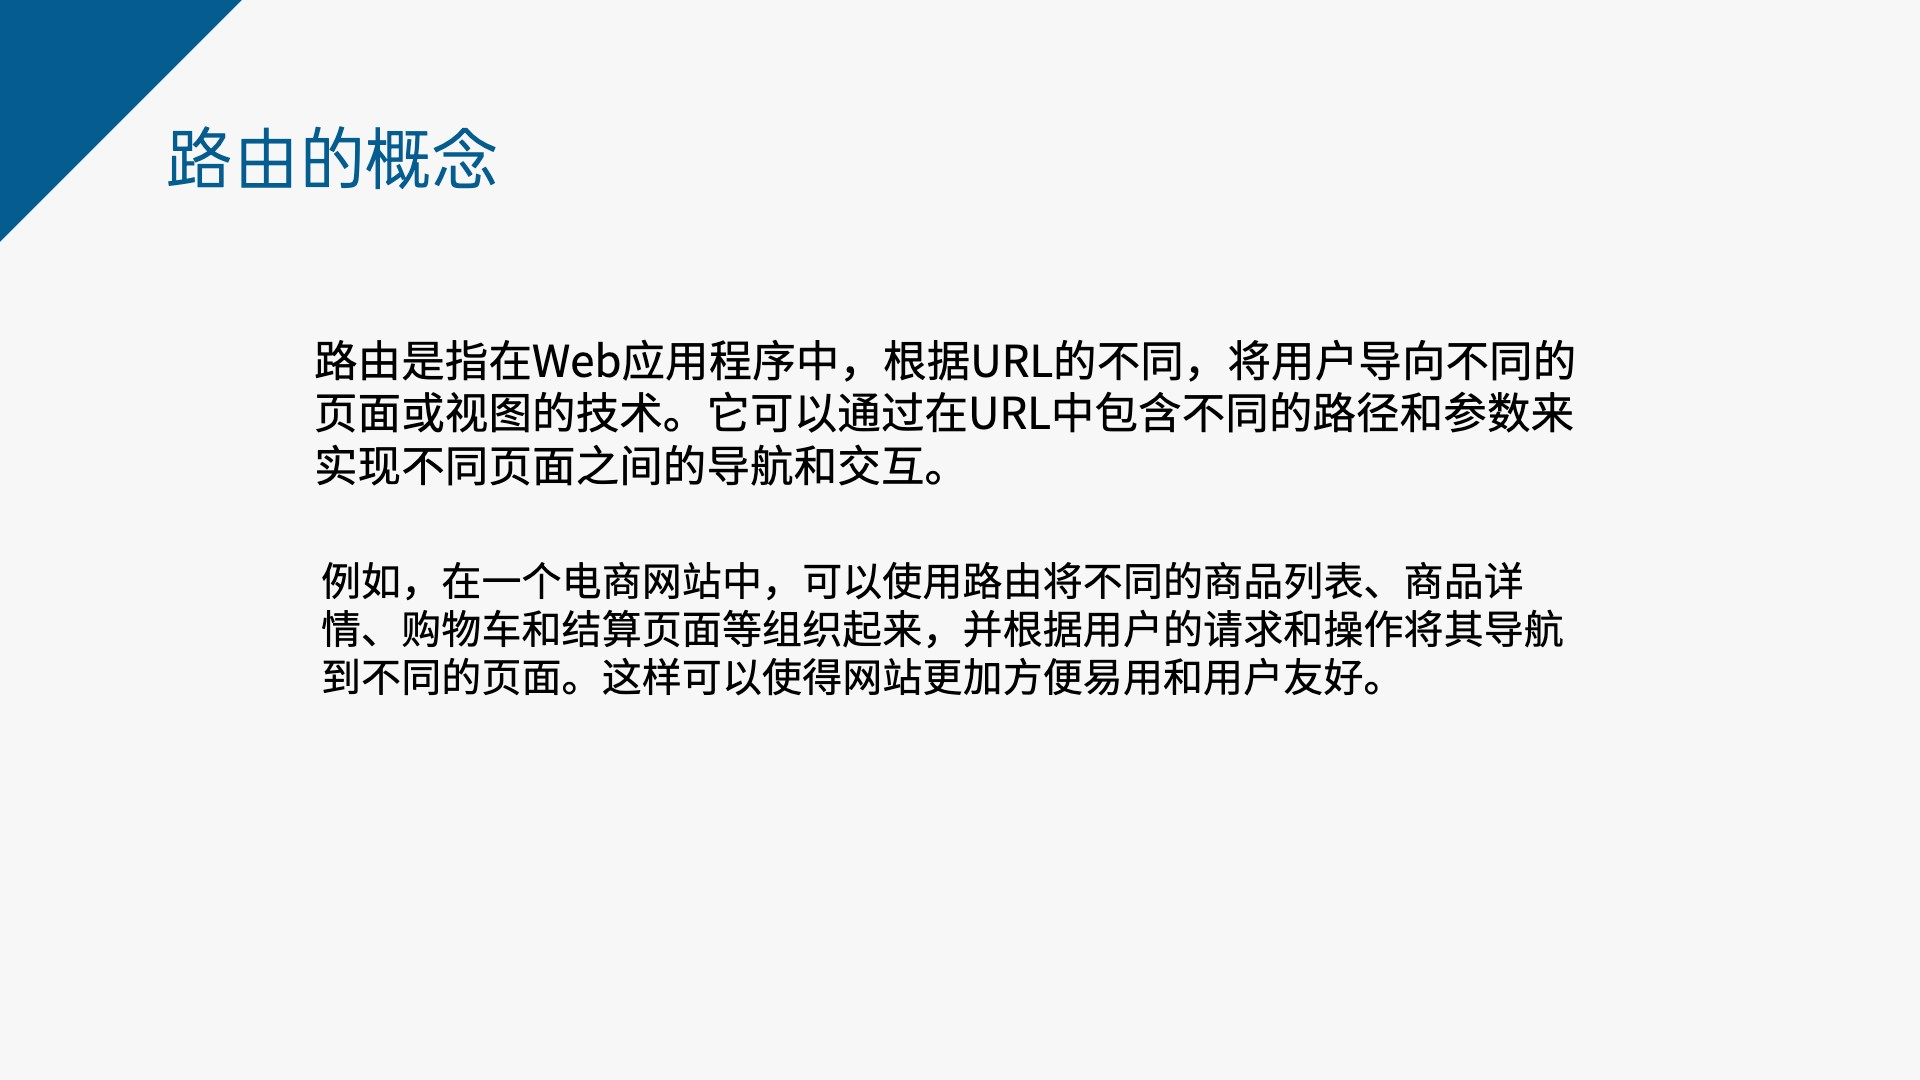 路由的概念
路由是指在Web应用程序中，根据URL的不同，将用户导向不同的
页面或视图的技术。它可以通过在URL中包含不同的路径和参数来
实现不同页面之间的导航和交互。
例如，在一个电商网站中，可以使用路由将不同的商品列表、商品详
情、购物车和结算页面等组织起来，并根据用户的请求和操作将其导航
到不同的页面。这样可以使得网站更加方便易用和用户友好。